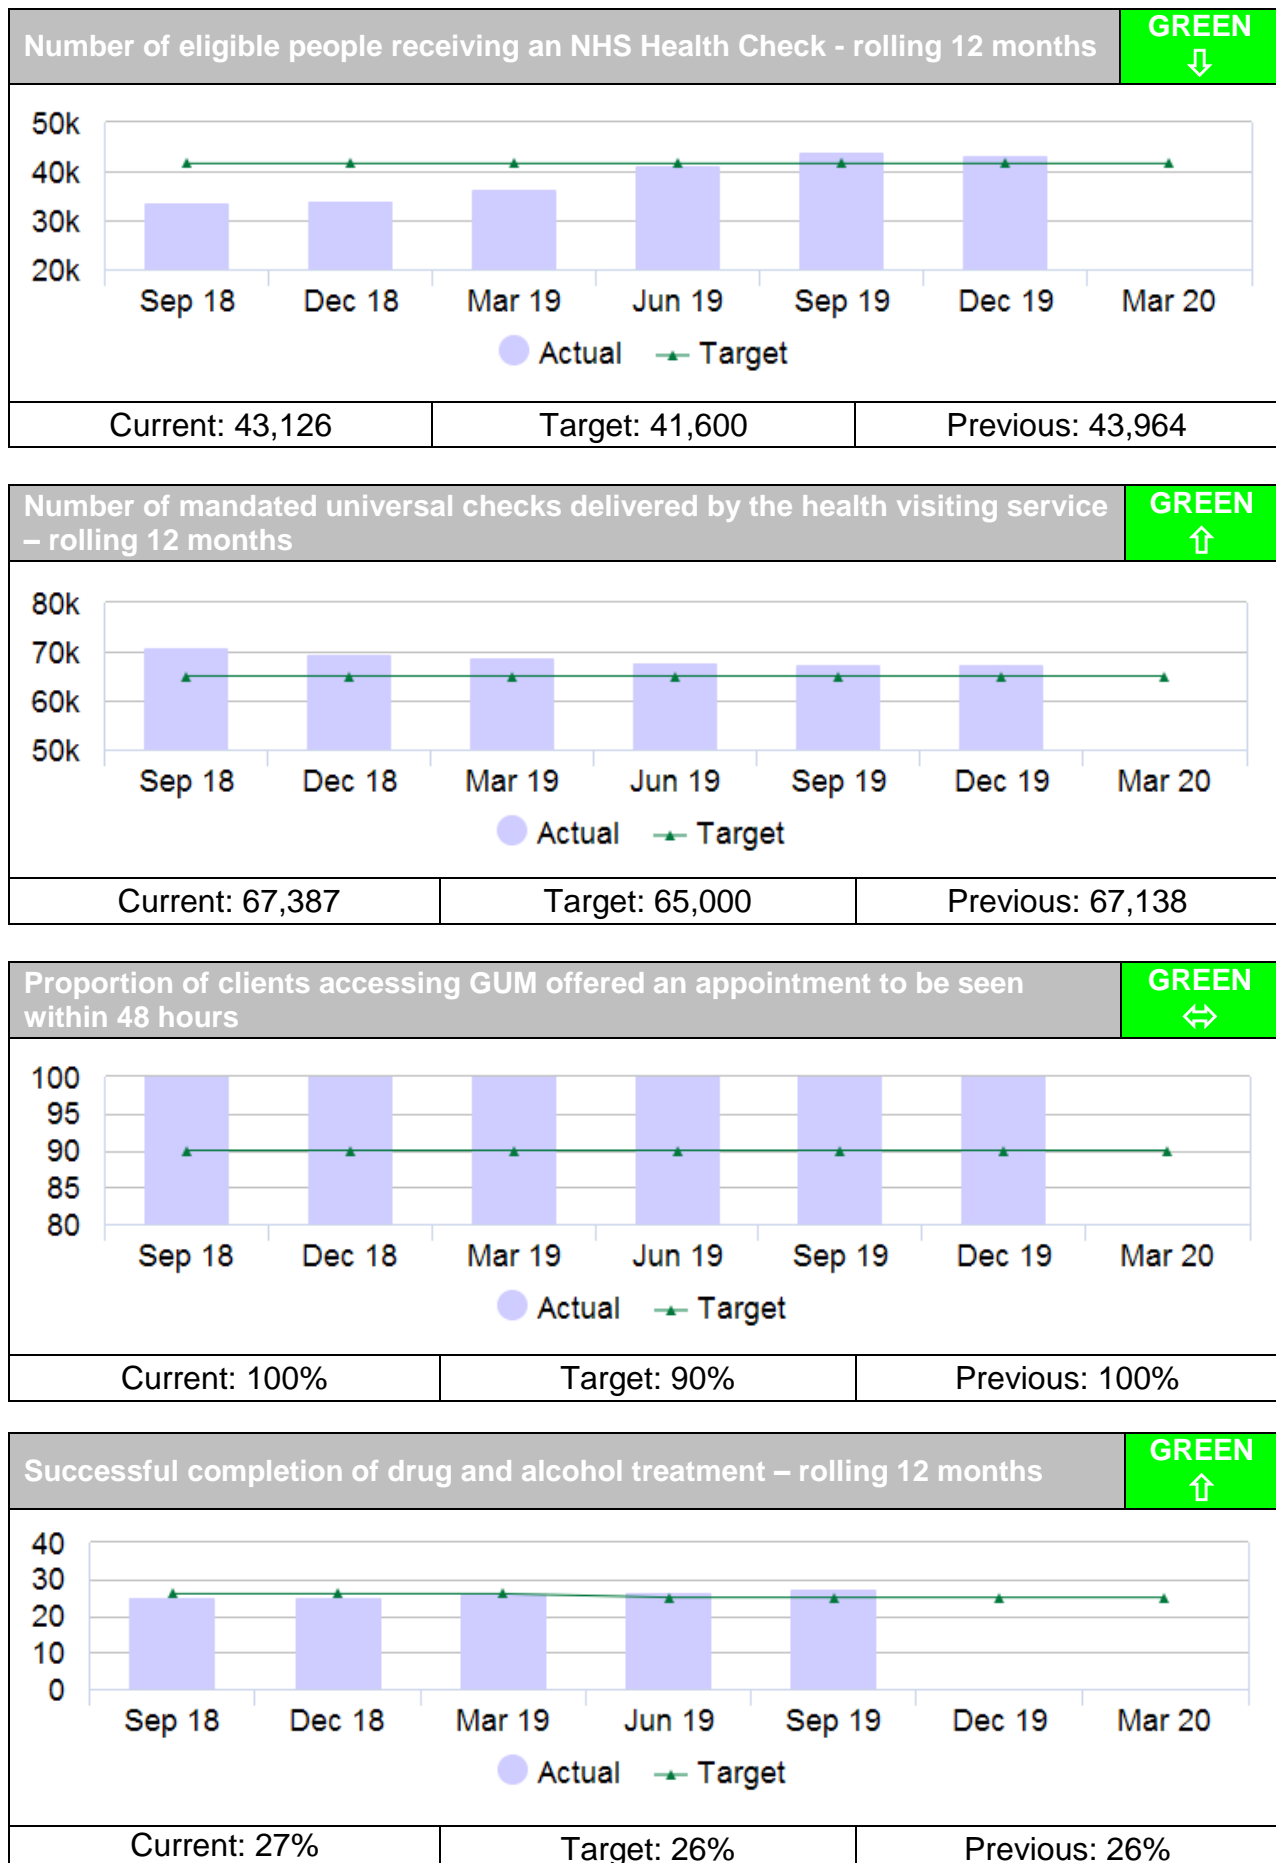 Number of eligible people receiving an NHS Health Check - rolling 12 months
GREEN
⇩
50k
40k
30k
20k
Sep 18 Dec 18 Mar 19 Jun 19 Sep 19 Dec 19 Mar 20
Actual Target
Current: 43,126 Target: 41,600 Previous: 43,964
Number of mandated universal checks delivered by the health visiting service
– rolling 12 months
GREEN
⇧
80k
70k
60k
50k
Sep 18 Dec 18 Mar 19 Jun 19 Sep 19 Dec 19 Mar 20
Actual Target
Current: 67,387 Target: 65,000 Previous: 67,138
Proportion of clients accessing GUM offered an appointment to be seen
within 48 hours
GREEN
⬄
100
95
90
85
80
Sep 18 Dec 18 Mar 19 Jun 19 Sep 19 Dec 19 Mar 20
Actual Target
Current: 100% Target: 90% Previous: 100%
Successful completion of drug and alcohol treatment – rolling 12 months
GREEN
⇧
40
30
20
10
0
Sep 18 Dec 18 Mar 19 Jun 19 Sep 19 Dec 19 Mar 20
Actual Target
Current: 27% Target: 26% Previous: 26%